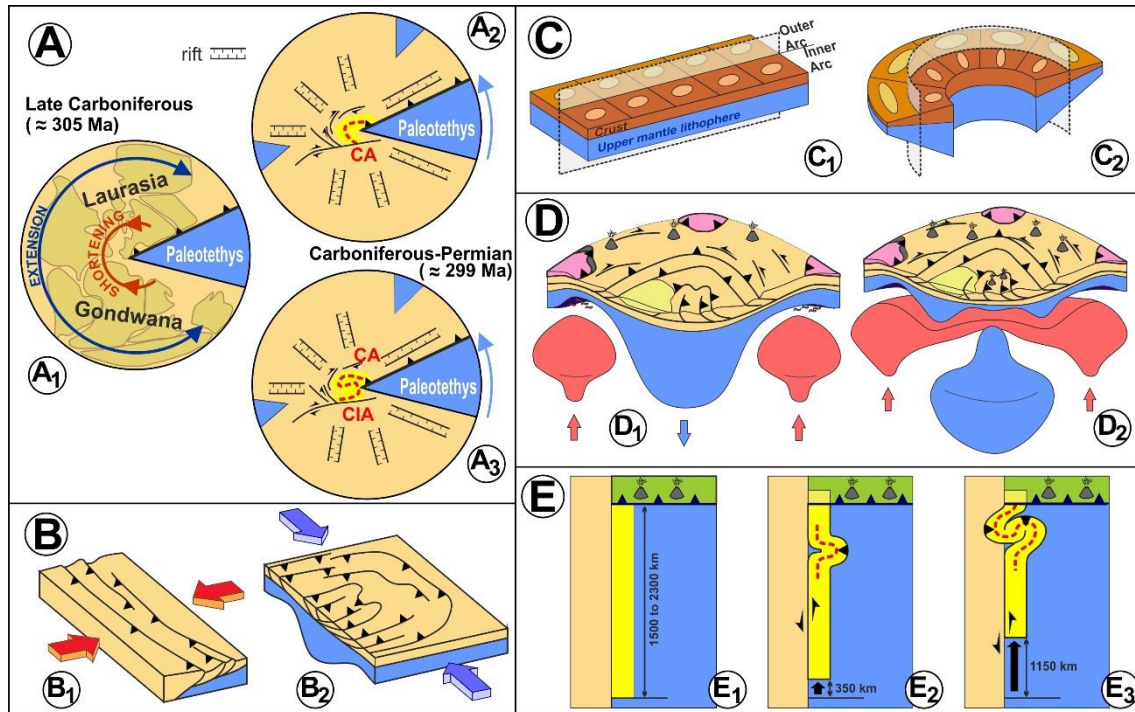 A
rift
A2
Late Carboniferous
( ≈ 305 Ma)
Paleotethys
CA
EXTENSION
Laurasia
SHORTENING
Paleotethys
Gondwana
A1
Carboniferous-Permian
( ≈ 299 Ma)
CA
Paleotethys
CIA
A3
B
B1
B2
C
Outer
Arc
Inner
Arc
Crust
Upper mantle lithophere
C1
C2
D
D1
D2
E
1500 to 2300 km
E1
350 km
E2
1150 km
E3